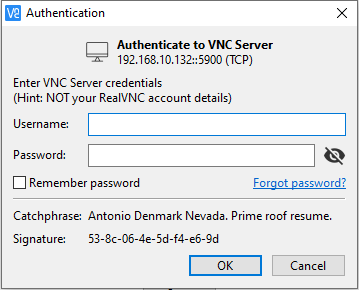 Authentication
Authenticate to VNC Server
192.168.10.132::5900 (TCP)
Enter VNC Server credentials
(Hint: NOT your RealVNC account details)
Username:
Password:
Remember password
Forgot password?
Catchphrase: Antonio Denmark Nevada. Prime roof resume.
Signature: 53-8c-06-4e-5d-f4-e6-9d
OK
Cancel